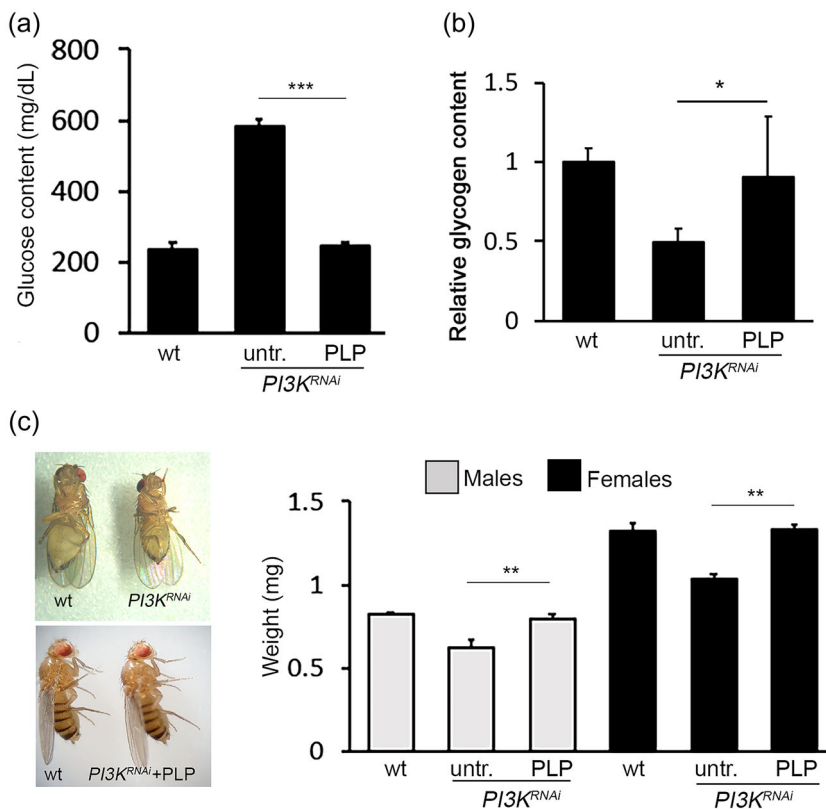 (a)
Glucose content (mg/dL)
800
600
400
200
0
***
wt
untr.
PLP
PI3K^RNAi
(b)
Relative glycogen content
1.5
1
0.5
0
*
wt
untr.
PLP
PI3K^RNAi
(c)
wt
PI3K^RNAi
wt
PI3K^RNAi+PLP
Males
Females
Weight (mg)
1.5
1
0.5
0
**
**
wt
untr.
PLP
wt
untr.
PLP
PI3K^RNAi
PI3K^RNAi